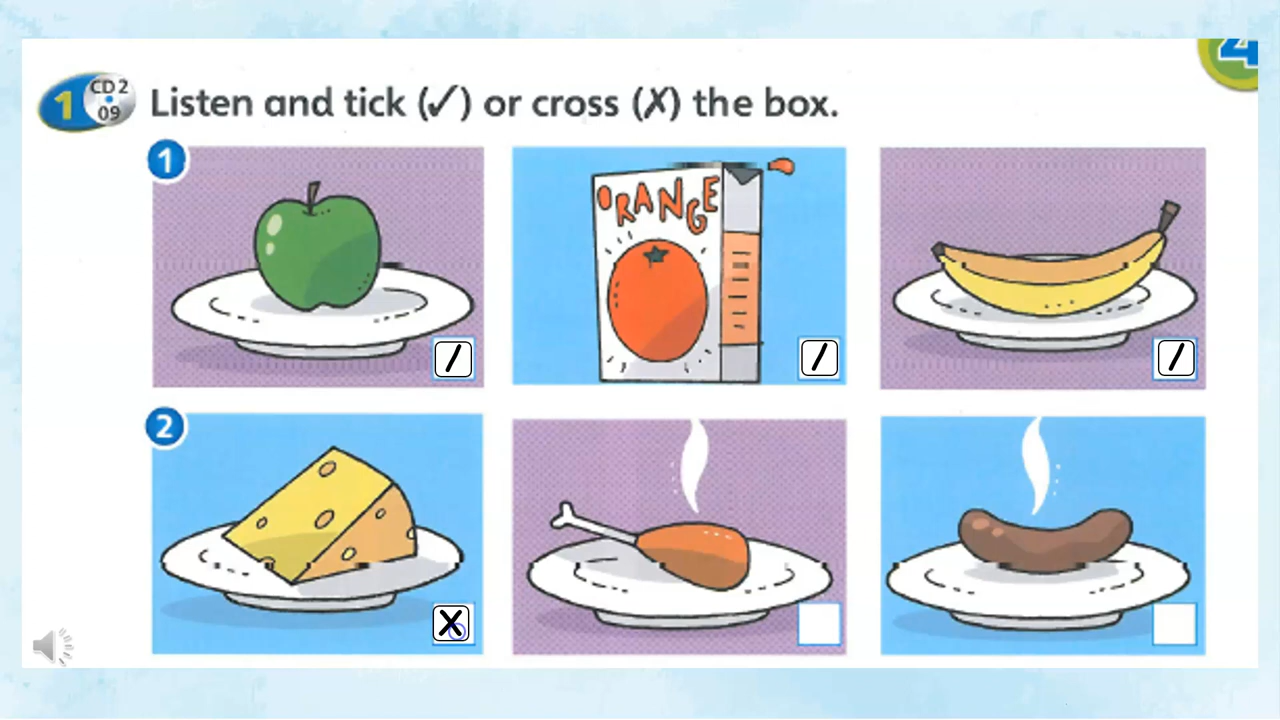 4
1 CD 2 09 Listen and tick (✓) or cross (✗) the box.
1
ORANGE
/ / /
2
X